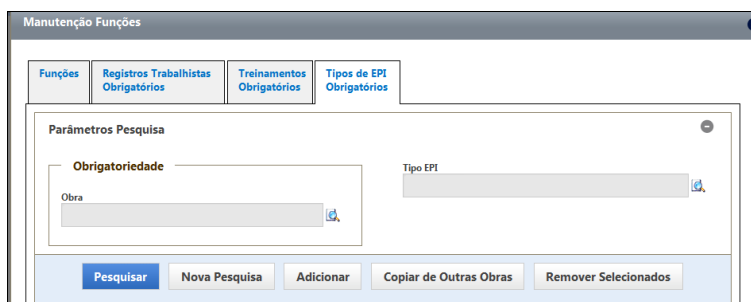 Manutenção Funções
Funções
Registros Trabalhistas
Obrigatórios
Treinamentos
Obrigatórios
Tipos de EPI
Obrigatórios
Parâmetros Pesquisa
Obrigatoriedade
Obra
Tipo EPI
Pesquisar Nova Pesquisa Adicionar Copiar de Outras Obras Remover Selecionados